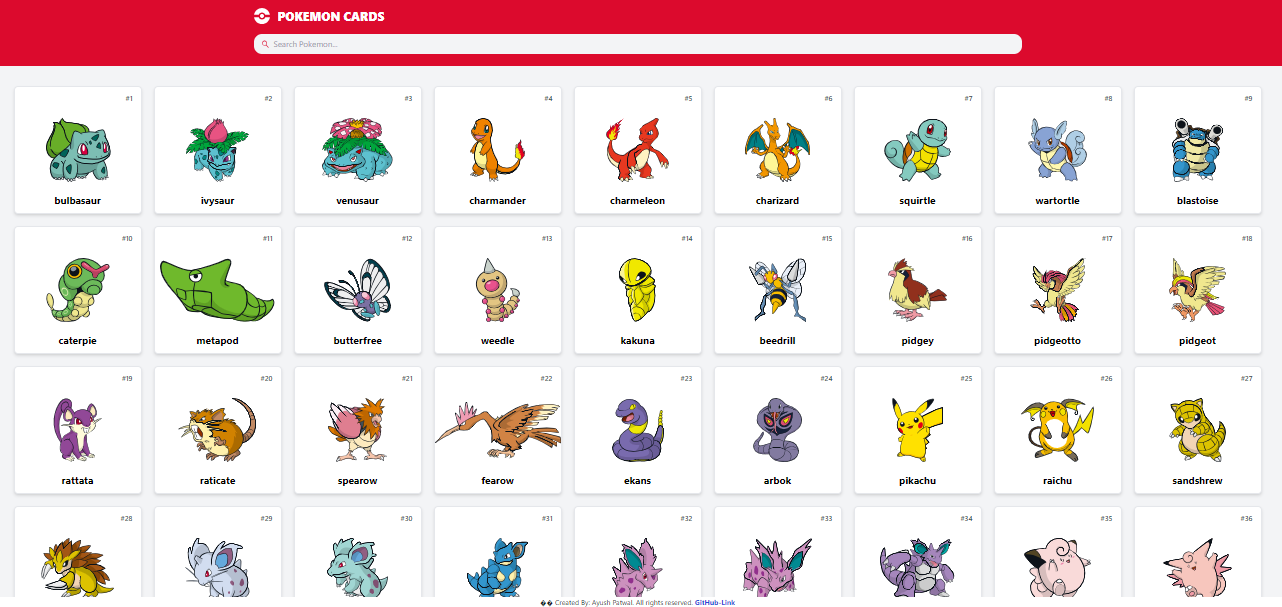 POKEMON CARDS
Search Pokemon...
#1 #2 #3 #4 #5 #6 #7 #8 #9
bulbasaur ivysaur venusaur charmander charmeleon charizard squirtle wartortle blastoise
#10 #11 #12 #13 #14 #15 #16 #17 #18
caterpie metapod butterfree weedle kakuna beedrill pidgey pidgeotto pidgeot
#19 #20 #21 #22 #23 #24 #25 #26 #27
rattata raticate spearow fearow ekans arbok pikachu raichu sandshrew
#28 #29 #30 #31 #32 #33 #34 #35 #36
�� Created By: Ayush Patwal. All rights reserved. GitHub-Link